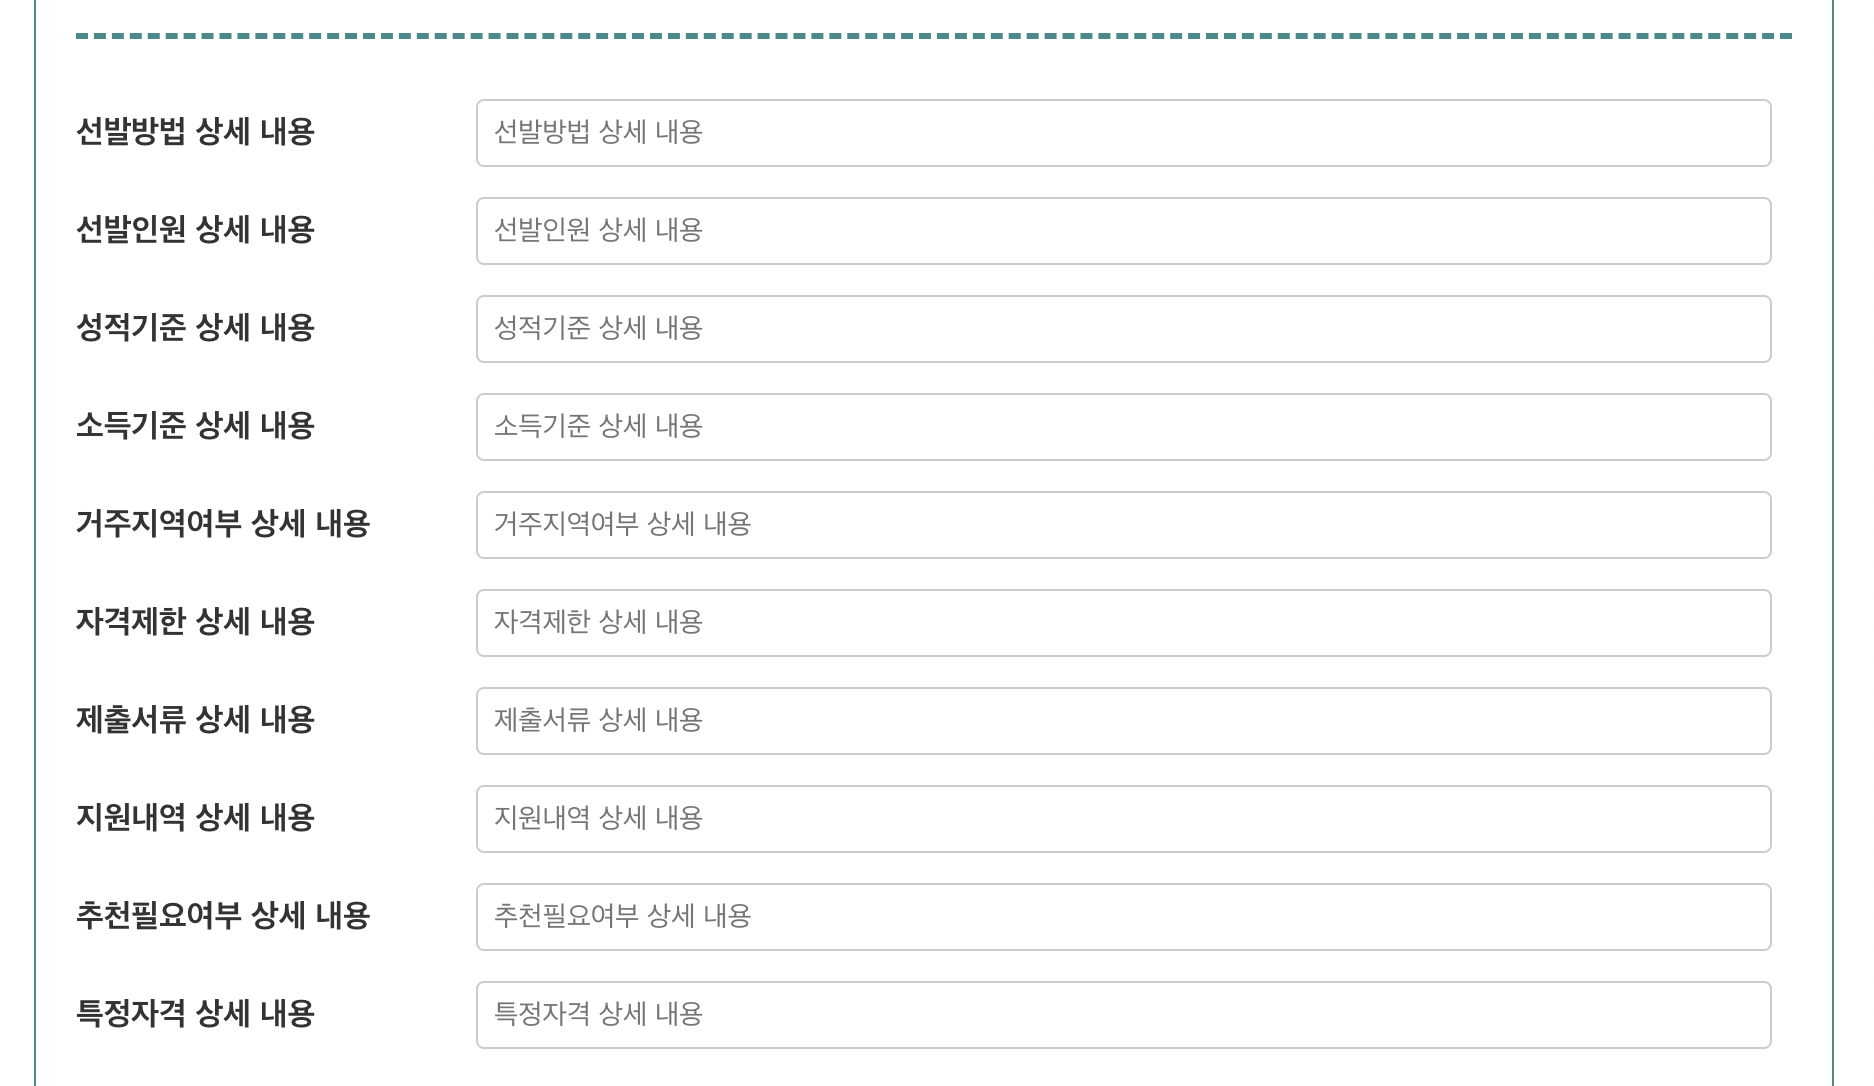 선발방법 상세 내용 선발방법 상세 내용
선발인원 상세 내용 선발인원 상세 내용
성적기준 상세 내용 성적기준 상세 내용
소득기준 상세 내용 소득기준 상세 내용
거주지역여부 상세 내용 거주지역여부 상세 내용
자격제한 상세 내용 자격제한 상세 내용
제출서류 상세 내용 제출서류 상세 내용
지원내역 상세 내용 지원내역 상세 내용
추천필요여부 상세 내용 추천필요여부 상세 내용
특정자격 상세 내용 특정자격 상세 내용